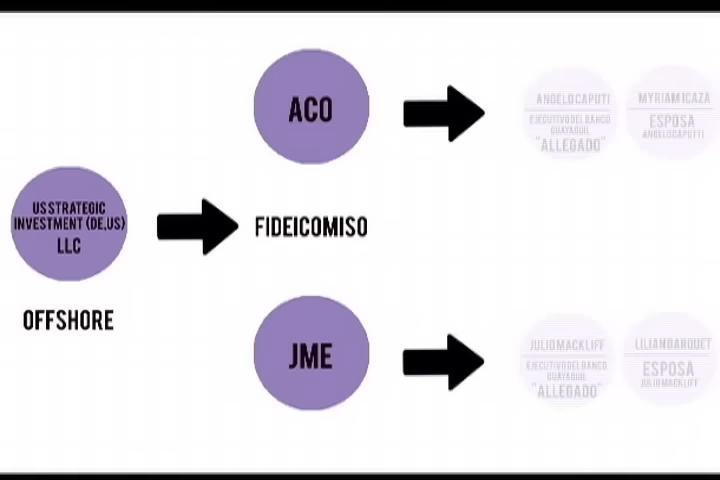 ACO
ANGELO CAPUTI
EJECUTIVO DEL BANCO
GUAYAQUIL
"ALLEGADO"
MYRIAM ICAZA
ESPOSA
ANGELO CAPUTTI
US STRATEGIC
INVESTMENT (DE,US)
LLC
OFFSHORE
FIDEICOMISO
JME
JULIO MACKLIFF
EJECUTIVO DEL BANCO
GUAYAQUIL
"ALLEGADO"
LILIAN BARQUET
ESPOSA
JULIO MACKLIFF